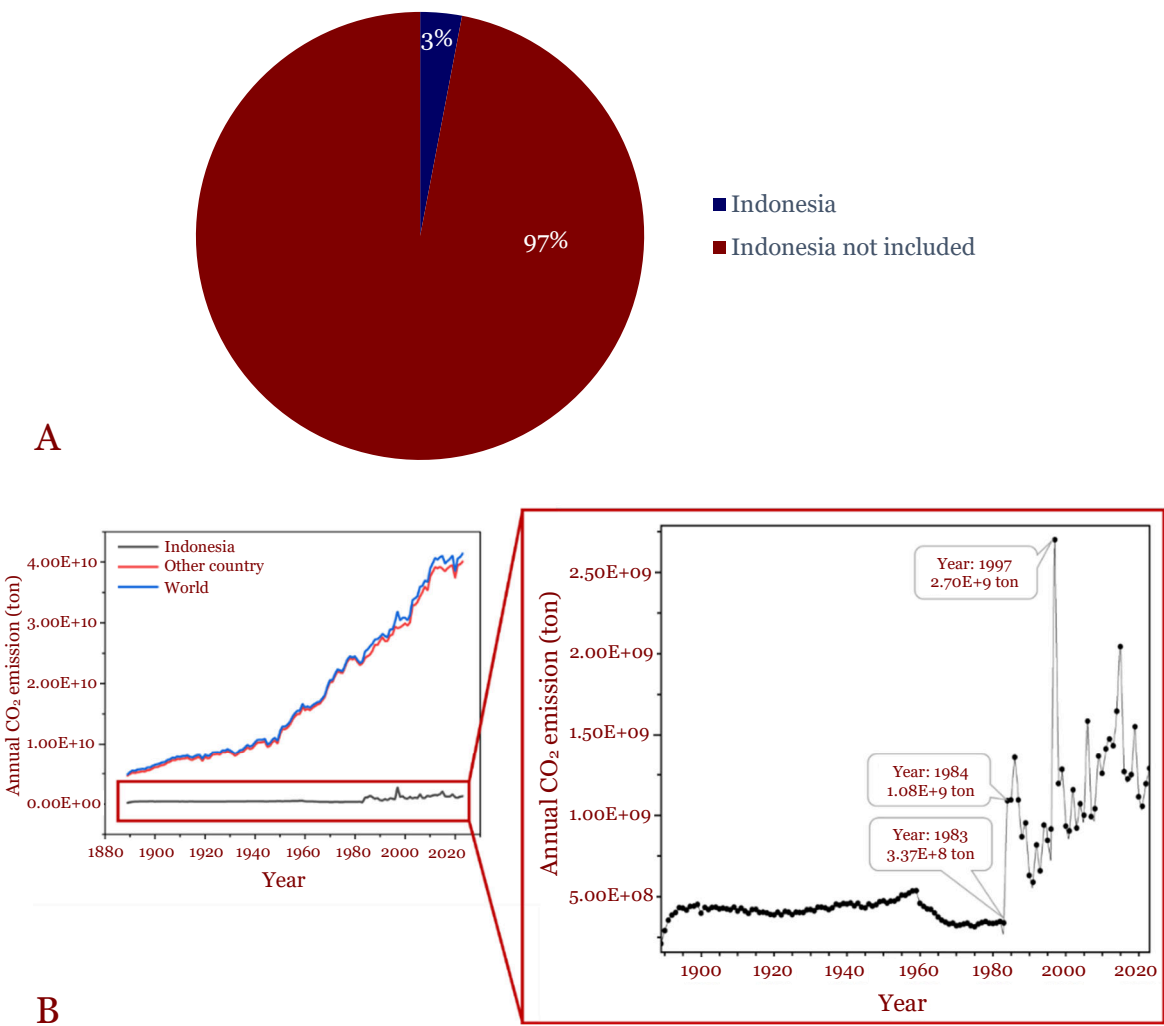 3%
97%
Indonesia
Indonesia not included
A
Annual CO₂ emission (ton)
4.00E+10
3.00E+10
2.00E+10
1.00E+10
0.00E+00
Indonesia
Other country
World
1880 1900 1920 1940 1960 1980 2000 2020
Year
Annual CO₂ emission (ton)
2.50E+09
2.00E+09
1.50E+09
1.00E+09
5.00E+08
Year: 1997
2.70E+9 ton
Year: 1984
1.08E+9 ton
Year: 1983
3.37E+8 ton
1900 1920 1940 1960 1980 2000 2020
Year
B